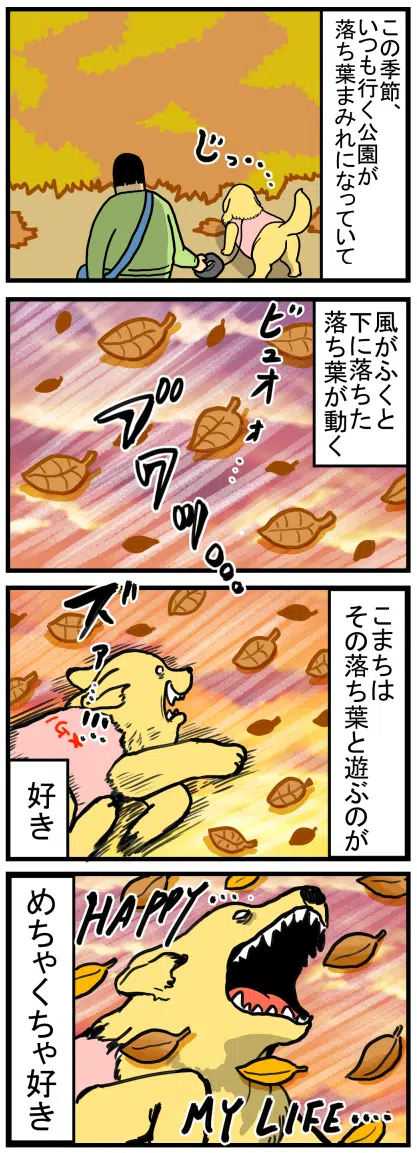 この季節、
いつも行く公園が
落ち葉まみれになっていて
じっ・・・
風がふくと
下に落ちた
落ち葉が動く
ビュオォ…
ブワッ…
こまちは
その落ち葉と遊ぶのが
ズァ…
好き
HAPPY....
めちゃくちゃ好き
MY LIFE....